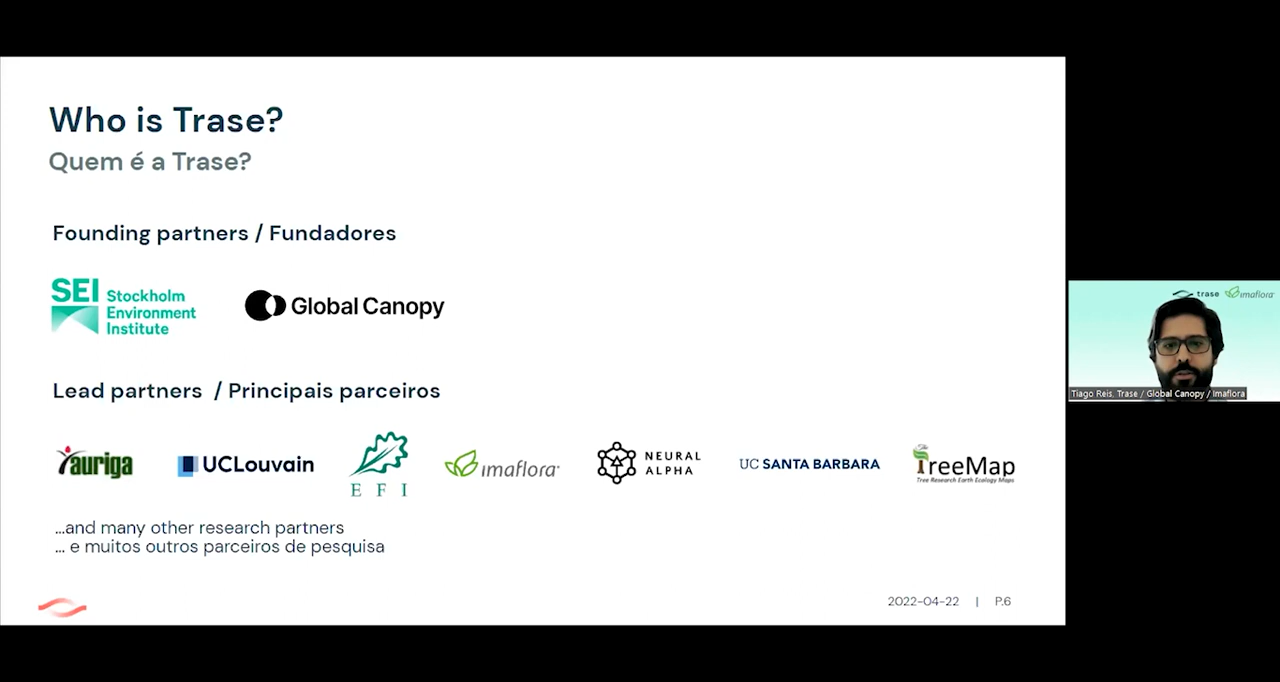 Who is Trase?
Quem é a Trase?
Founding partners / Fundadores
SEI Stockholm
Environment
Institute
Global Canopy
Lead partners / Principais parceiros
Yauriga
UCLouvain
EFI
imaflora
NEURAL
ALPHA
UC SANTA BARBARA
TreeMap
Tree Research Earth Ecology Maps
...and many other research partners
... e muitos outros parceiros de pesquisa
2022-04-22 | P.6
trase imaflora
Tiago Reis, Trase / Global Canopy / Imaflora